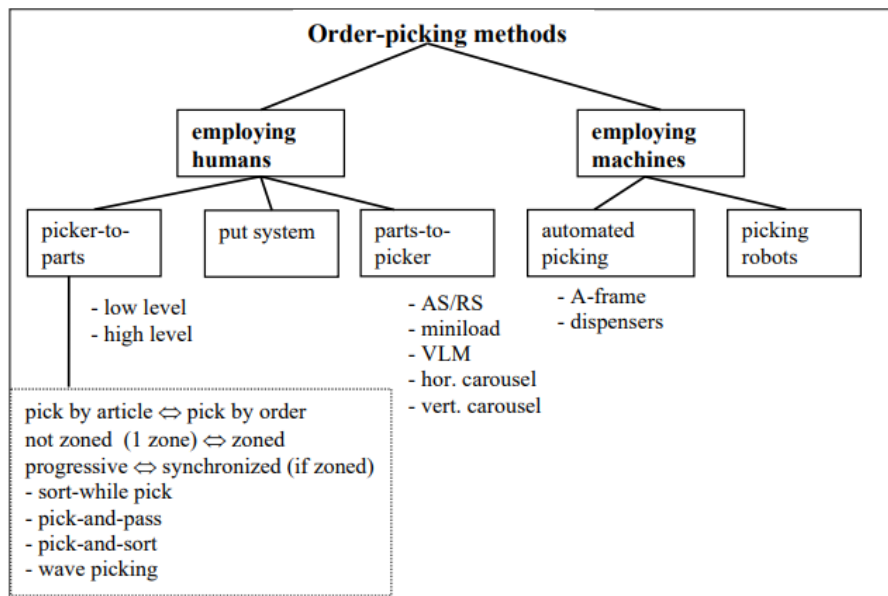 Order-picking methods
employing
humans
employing
machines
picker-to-
parts
put system
parts-to-
picker
automated
picking
picking
robots
- low level
- high level
- AS/RS
- miniload
- VLM
- hor. carousel
- vert. carousel
- A-frame
- dispensers
pick by article ⇔ pick by order
not zoned (1 zone) ⇔ zoned
progressive ⇔ synchronized (if zoned)
- sort-while pick
- pick-and-pass
- pick-and-sort
- wave picking